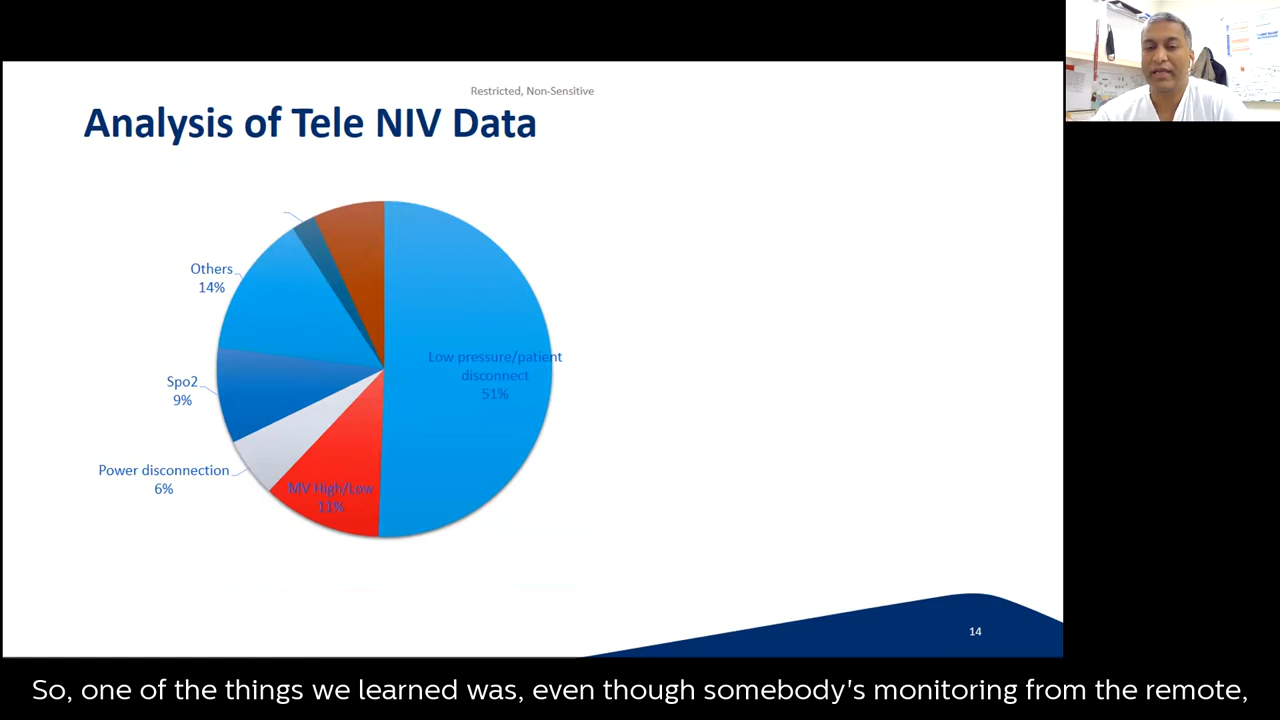 Restricted, Non-Sensitive
Analysis of Tele NIV Data
Others
14%
Low pressure/patient
disconnect
51%
Spo2
9%
Power disconnection
6%
MV High/Low
11%
14
So, one of the things we learned was, even though somebody's monitoring from the remote,